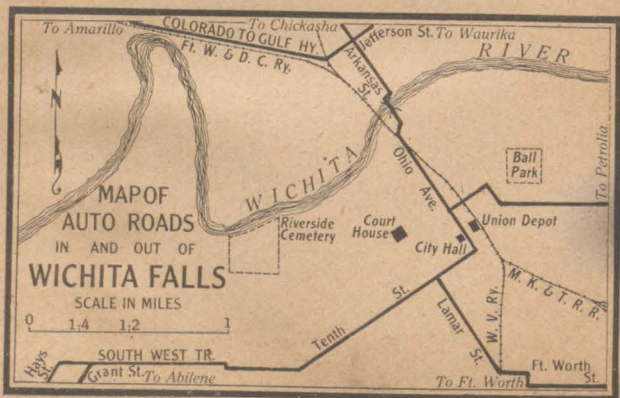 To Amarillo
COLORADO TO GULF HY.
To Chickasha
Jefferson St.
To Waurika
Ft. W. & D. C. Ry.
Arkansas St.
RIVER
N
WICHITA
Ohio Ave.
Ball
Park
To Petrolia
MAP OF
AUTO ROADS
IN AND OUT OF
WICHITA FALLS
SCALE IN MILES
0 1:4 1:2 1
Riverside
Cemetery
Court
House
City Hall
Union Depot
M. K. & T. R. R.
W. V. Ry.
Tenth St.
Lamar St.
SOUTH WEST TR.
Hays St.
Grant St.
To Abilene
To Ft. Worth
Ft. Worth
St.